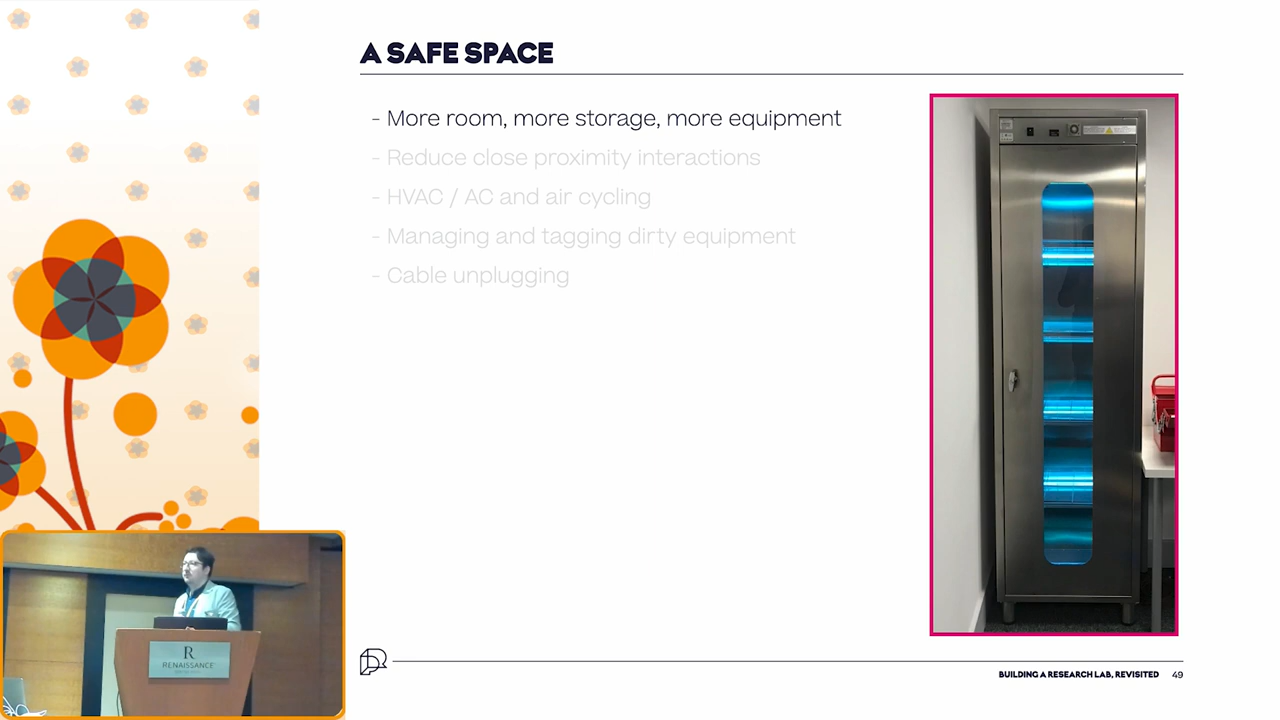 A SAFE SPACE
- More room, more storage, more equipment
- Reduce close proximity interactions
- HVAC / AC and air cycling
- Managing and tagging dirty equipment
- Cable unplugging
R
RENAISSANCE
BUILDING A RESEARCH LAB, REVISITED 49